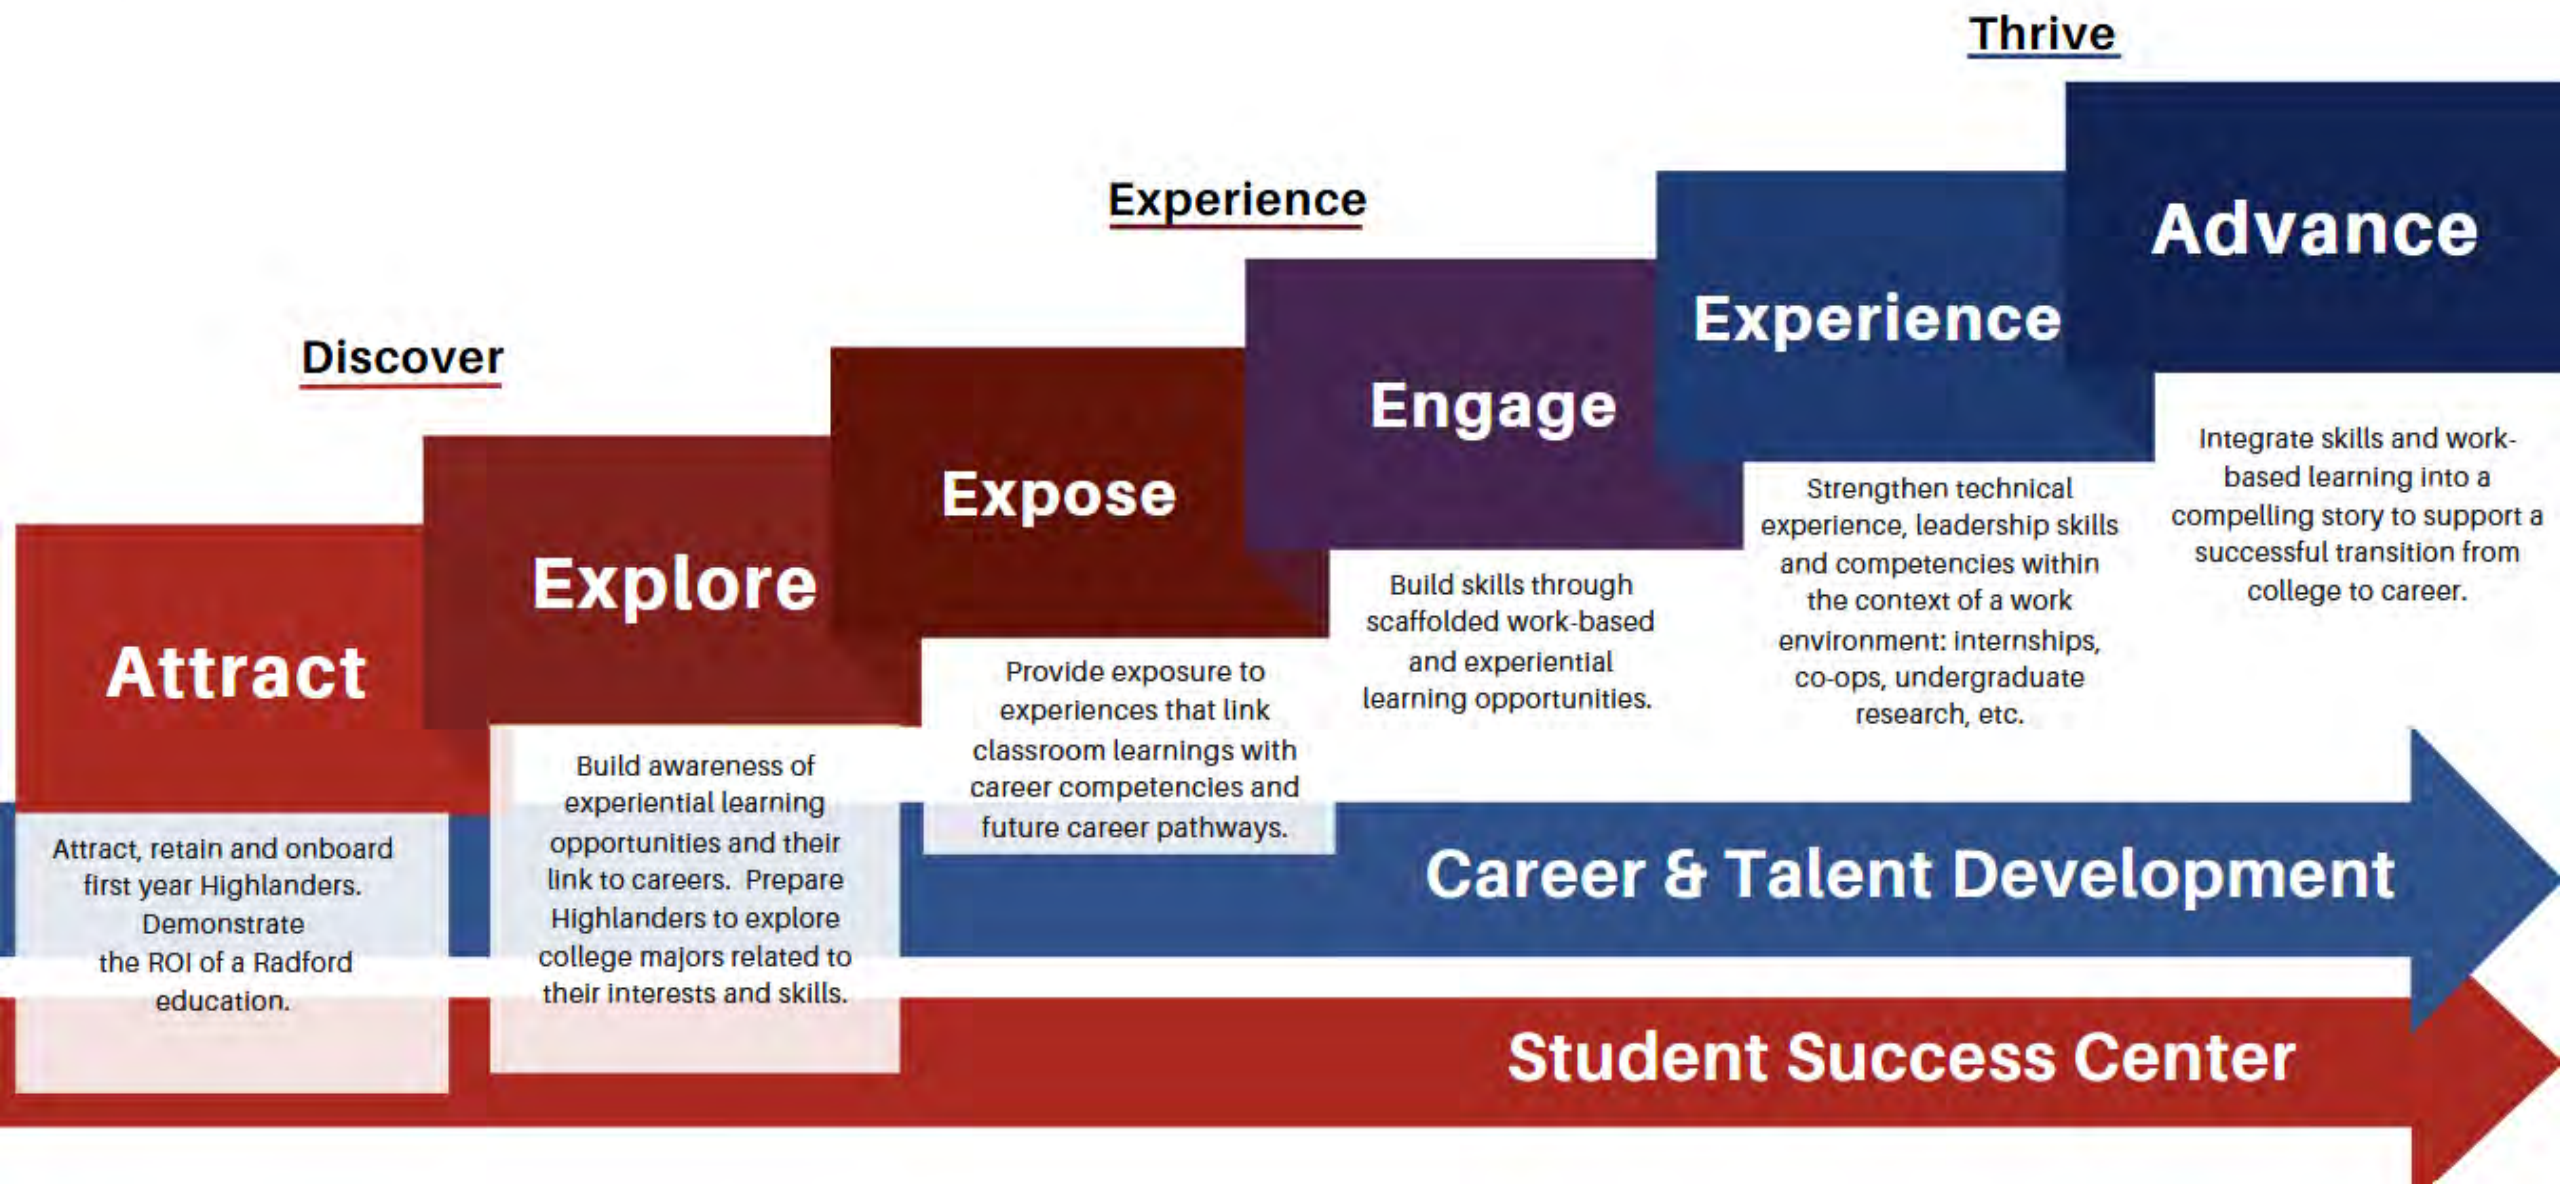 Thrive
Experience
Discover
Attract
Attract, retain and onboard
first year Highlanders.
Demonstrate
the ROI of a Radford
education.
Explore
Build awareness of
experiential learning
opportunities and their
link to careers.  Prepare
Highlanders to explore
college majors related to
their interests and skills.
Expose
Provide exposure to
experiences that link
classroom learnings with
career competencies and
future career pathways.
Engage
Build skills through
scaffolded work-based
and experiential
learning opportunities.
Experience
Strengthen technical
experience, leadership skills
and competencies within
the context of a work
environment: internships,
co-ops, undergraduate
research, etc.
Advance
Integrate skills and work-
based learning into a
compelling story to support a
successful transition from
college to career.
Career & Talent Development
Student Success Center